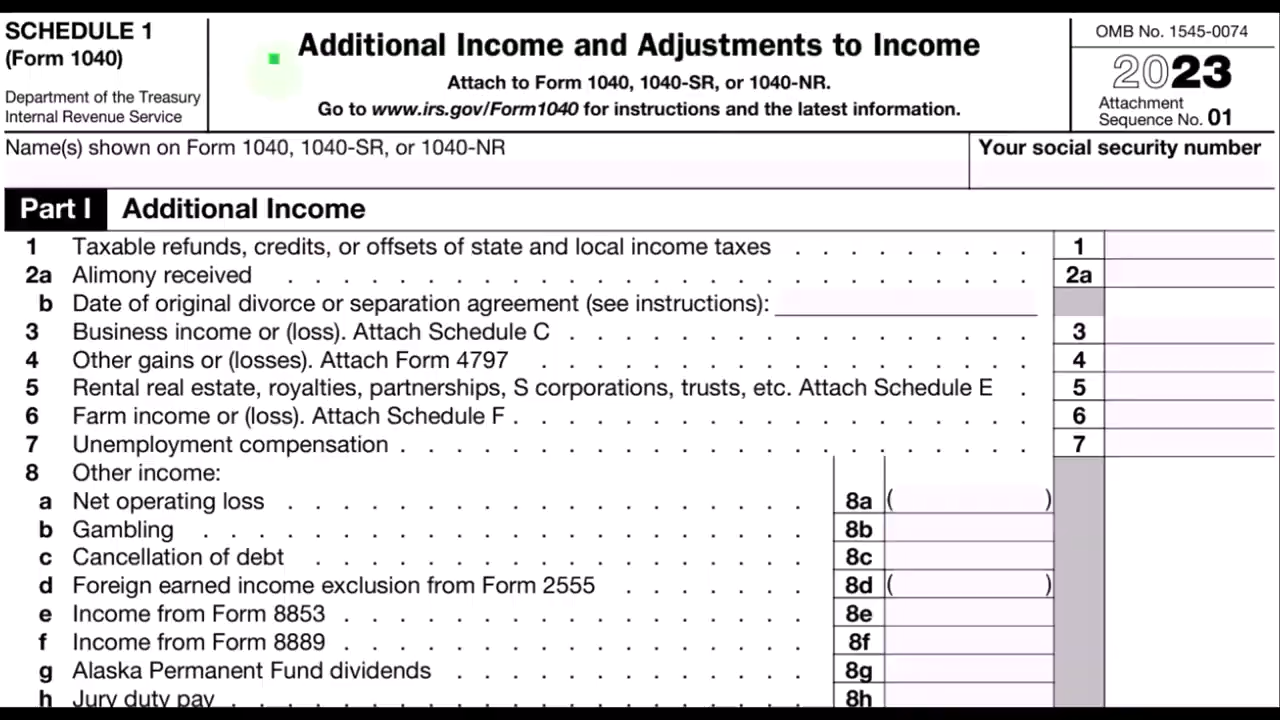 SCHEDULE 1
(Form 1040)
Department of the Treasury
Internal Revenue Service
Additional Income and Adjustments to Income
Attach to Form 1040, 1040-SR, or 1040-NR.
Go to www.irs.gov/Form1040 for instructions and the latest information.
OMB No. 1545-0074
2023
Attachment
Sequence No. 01
Name(s) shown on Form 1040, 1040-SR, or 1040-NR
Your social security number
Part I Additional Income
1 Taxable refunds, credits, or offsets of state and local income taxes . . . . . . . . . 1
2a Alimony received . . . . . . . . . . . . . . . . . . . . . . . . . . . 2a
b Date of original divorce or separation agreement (see instructions):
3 Business income or (loss). Attach Schedule C . . . . . . . . . . . . . . . . . 3
4 Other gains or (losses). Attach Form 4797 . . . . . . . . . . . . . . . . . . 4
5 Rental real estate, royalties, partnerships, S corporations, trusts, etc. Attach Schedule E . 5
6 Farm income or (loss). Attach Schedule F . . . . . . . . . . . . . . . . . . . 6
7 Unemployment compensation . . . . . . . . . . . . . . . . . . . . . . . 7
8 Other income:
a Net operating loss . . . . . . . . . . . . . . . . . . . 8a ( )
b Gambling . . . . . . . . . . . . . . . . . . . . . . 8b
c Cancellation of debt . . . . . . . . . . . . . . . . . . 8c
d Foreign earned income exclusion from Form 2555 . . . . . . . 8d ( )
e Income from Form 8853 . . . . . . . . . . . . . . . . . 8e
f Income from Form 8889 . . . . . . . . . . . . . . . . . 8f
g Alaska Permanent Fund dividends . . . . . . . . . . . . . 8g
h Jury duty pay . . . . . . . . . . . . . . . . . . . . . 8h